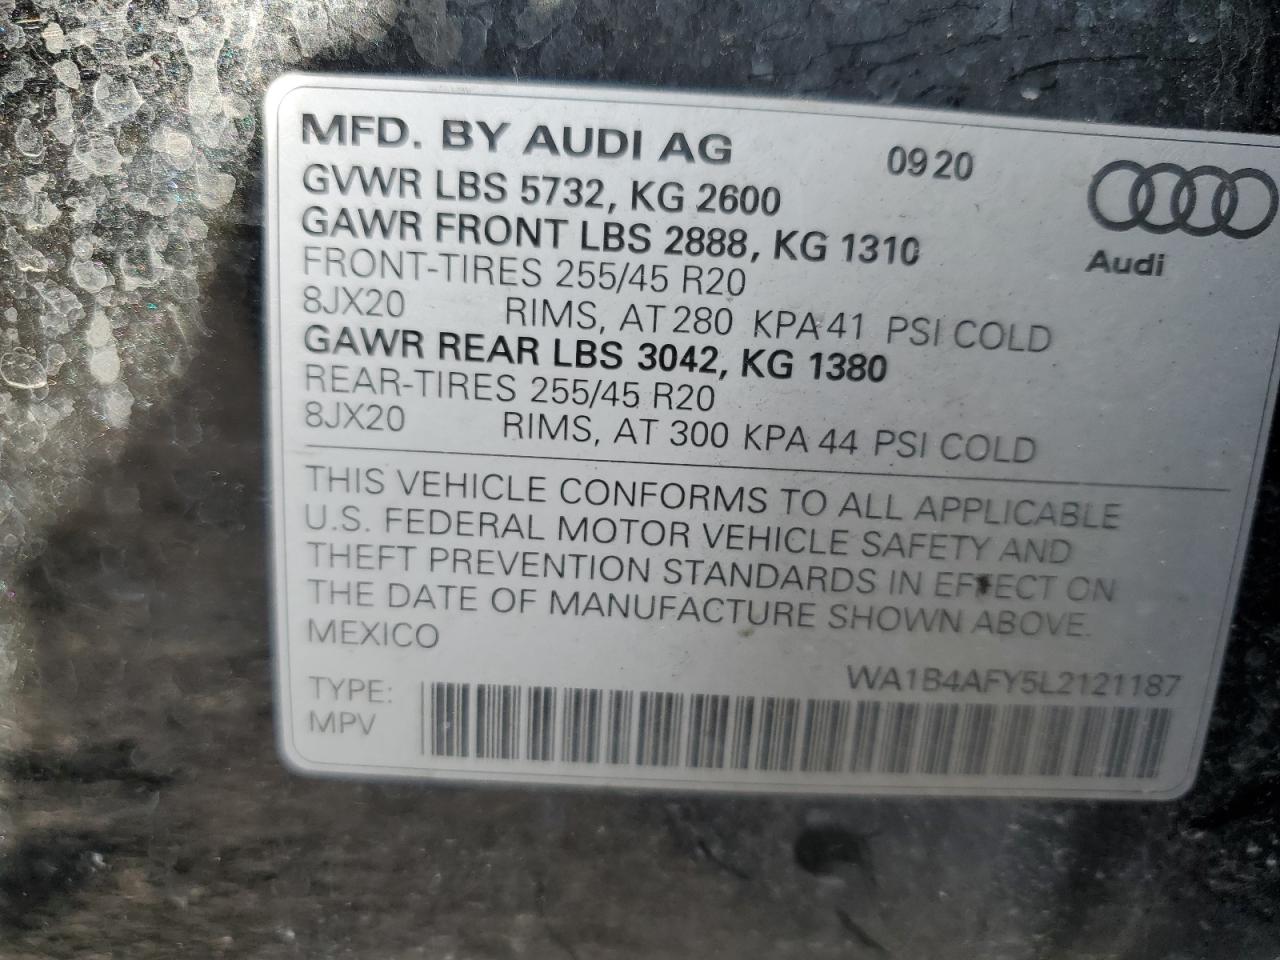 MFD. BY AUDI AG 0920
GVWR LBS 5732, KG 2600
GAWR FRONT LBS 2888, KG 1310
Audi
FRONT-TIRES 255/45 R20
8JX20 RIMS, AT 280 KPA 41 PSI COLD
GAWR REAR LBS 3042, KG 1380
REAR-TIRES 255/45 R20
8JX20 RIMS, AT 300 KPA 44 PSI COLD
THIS VEHICLE CONFORMS TO ALL APPLICABLE
U.S. FEDERAL MOTOR VEHICLE SAFETY AND
THEFT PREVENTION STANDARDS IN EFFECT ON
THE DATE OF MANUFACTURE SHOWN ABOVE.
MEXICO
WA1B4AFY5L2121187
TYPE:
MPV